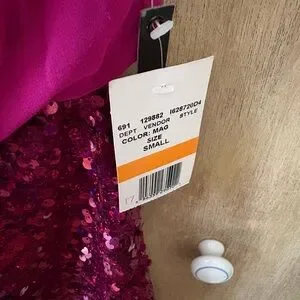 691 129882 I628720D4
DEPT VENDOR STYLE
COLOR: MAG
SIZE
SMALL